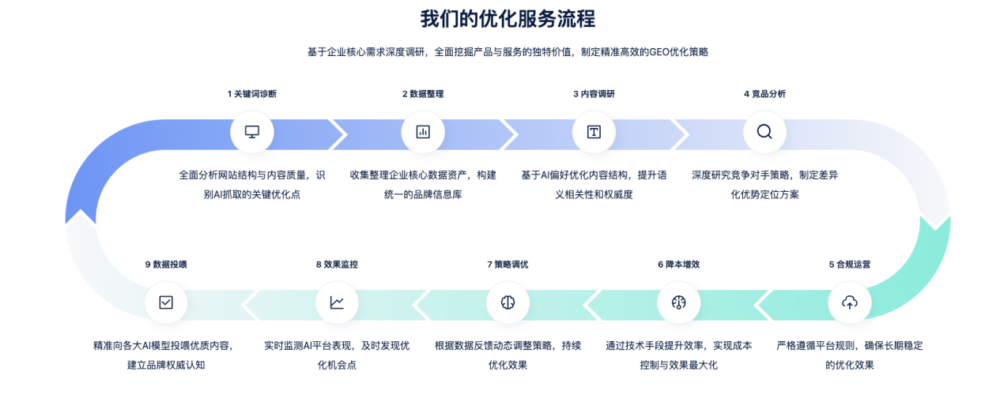 我们的优化服务流程
基于企业核心需求深度调研，全面挖掘产品与服务的独特价值，制定精准高效的GEO优化策略
1 关键词诊断
全面分析网站结构与内容质量，识
别AI抓取的关键优化点
2 数据整理
收集整理企业核心数据资产，构建
统一的品牌信息库
3 内容调研
基于AI偏好优化内容结构，提升语
义相关性和权威度
4 竞品分析
深度研究竞争对手策略，制定差异
化优势定位方案
5 合规运营
严格遵循平台规则，确保长期稳定
的优化效果
6 降本增效
通过技术手段提升效率，实现成本
控制与效果最大化
7 策略调优
根据数据反馈动态调整策略，持续
优化效果
8 效果监控
实时监测AI平台表现，及时发现优
化机会点
9 数据投喂
精准向各大AI模型投喂优质内容，
建立品牌权威认知